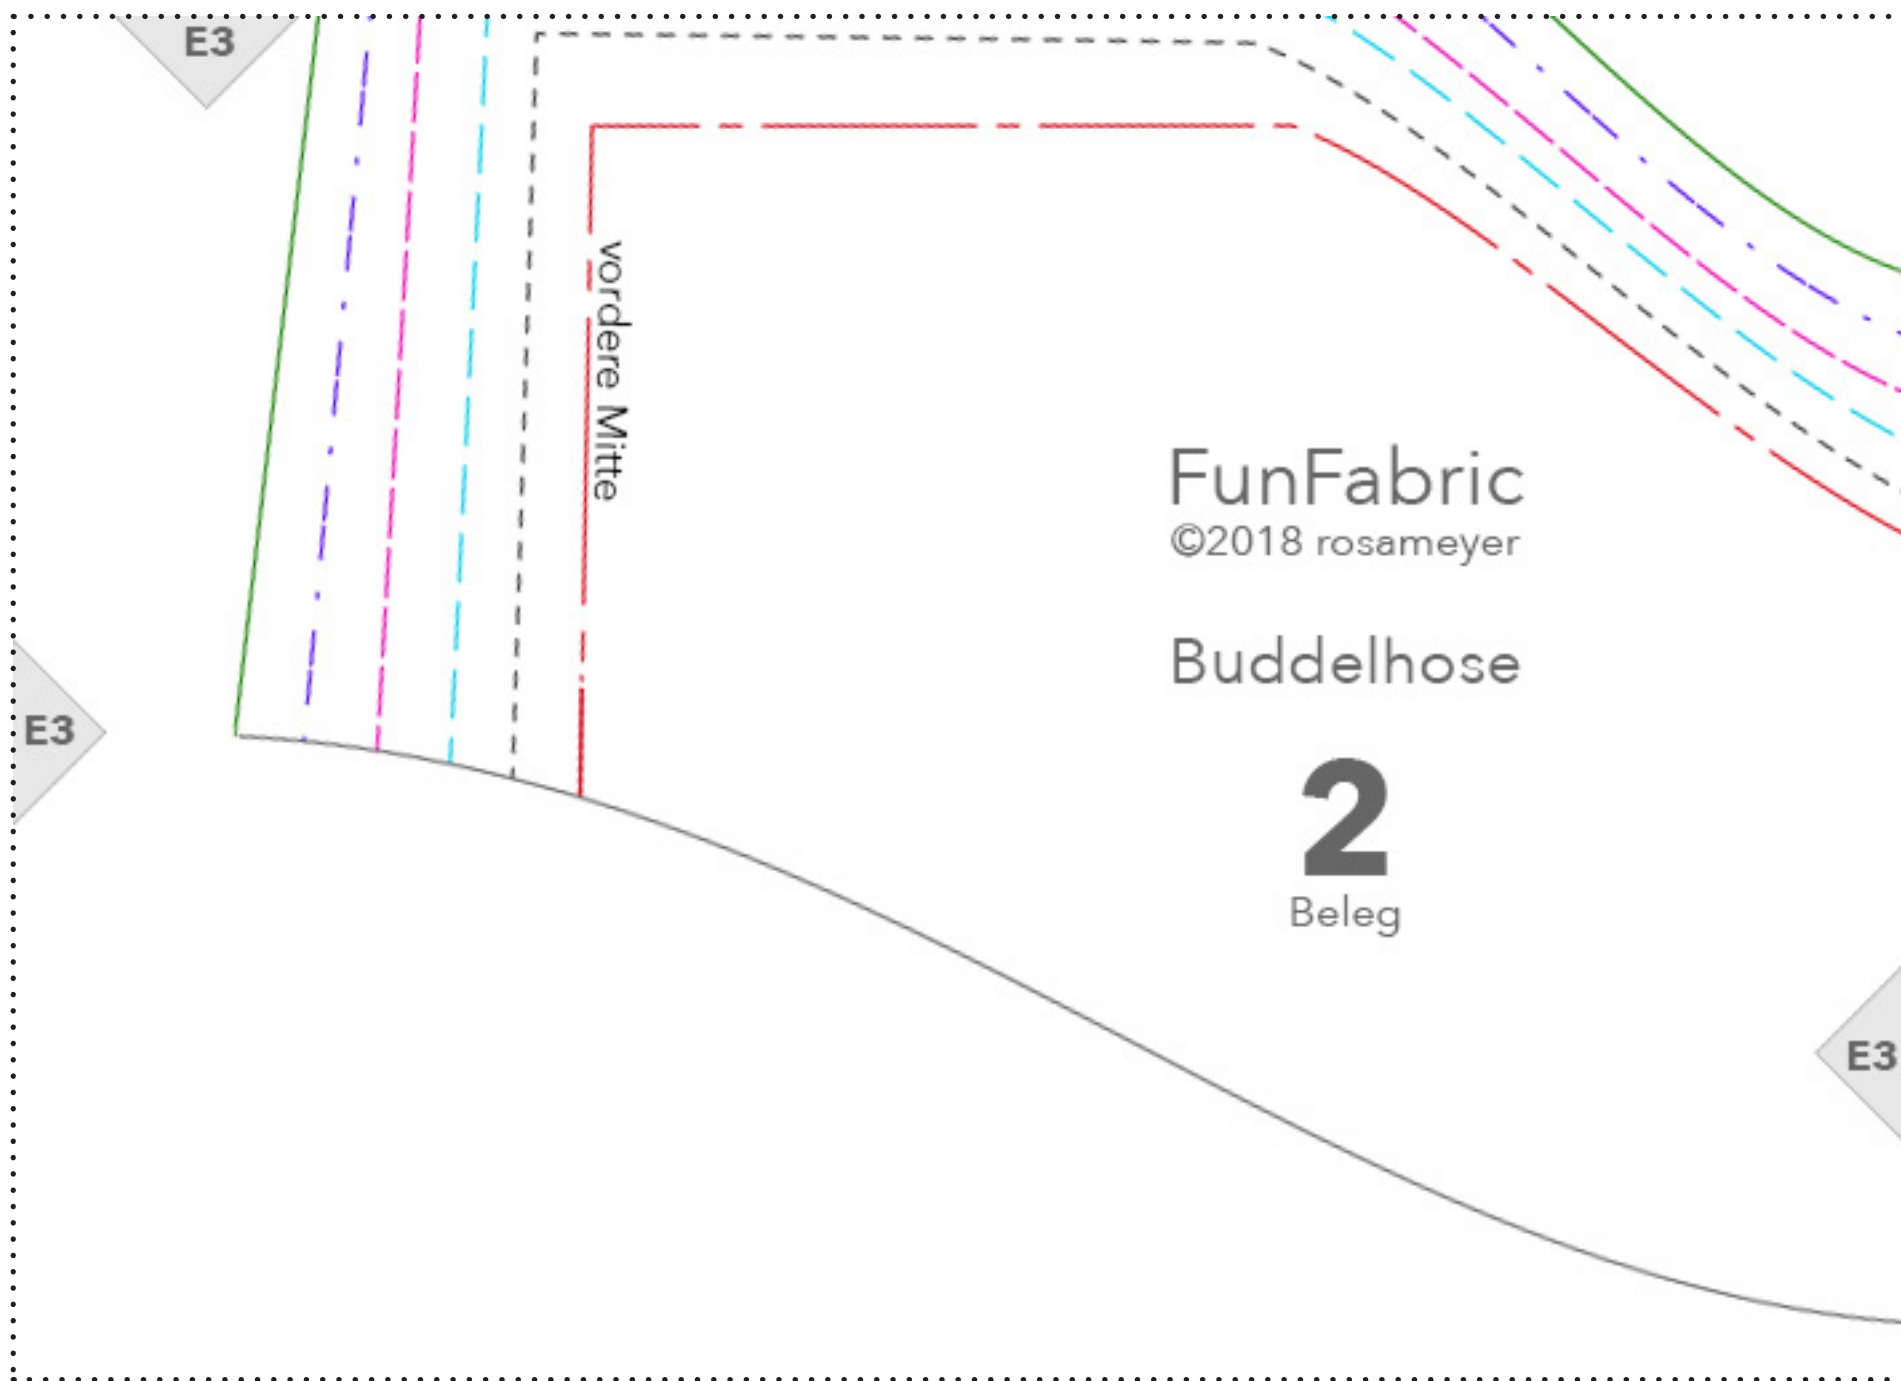 E3
vordere Mitte
FunFabric
©2018 rosameyer
Buddelhose
E3
2
Beleg
E3